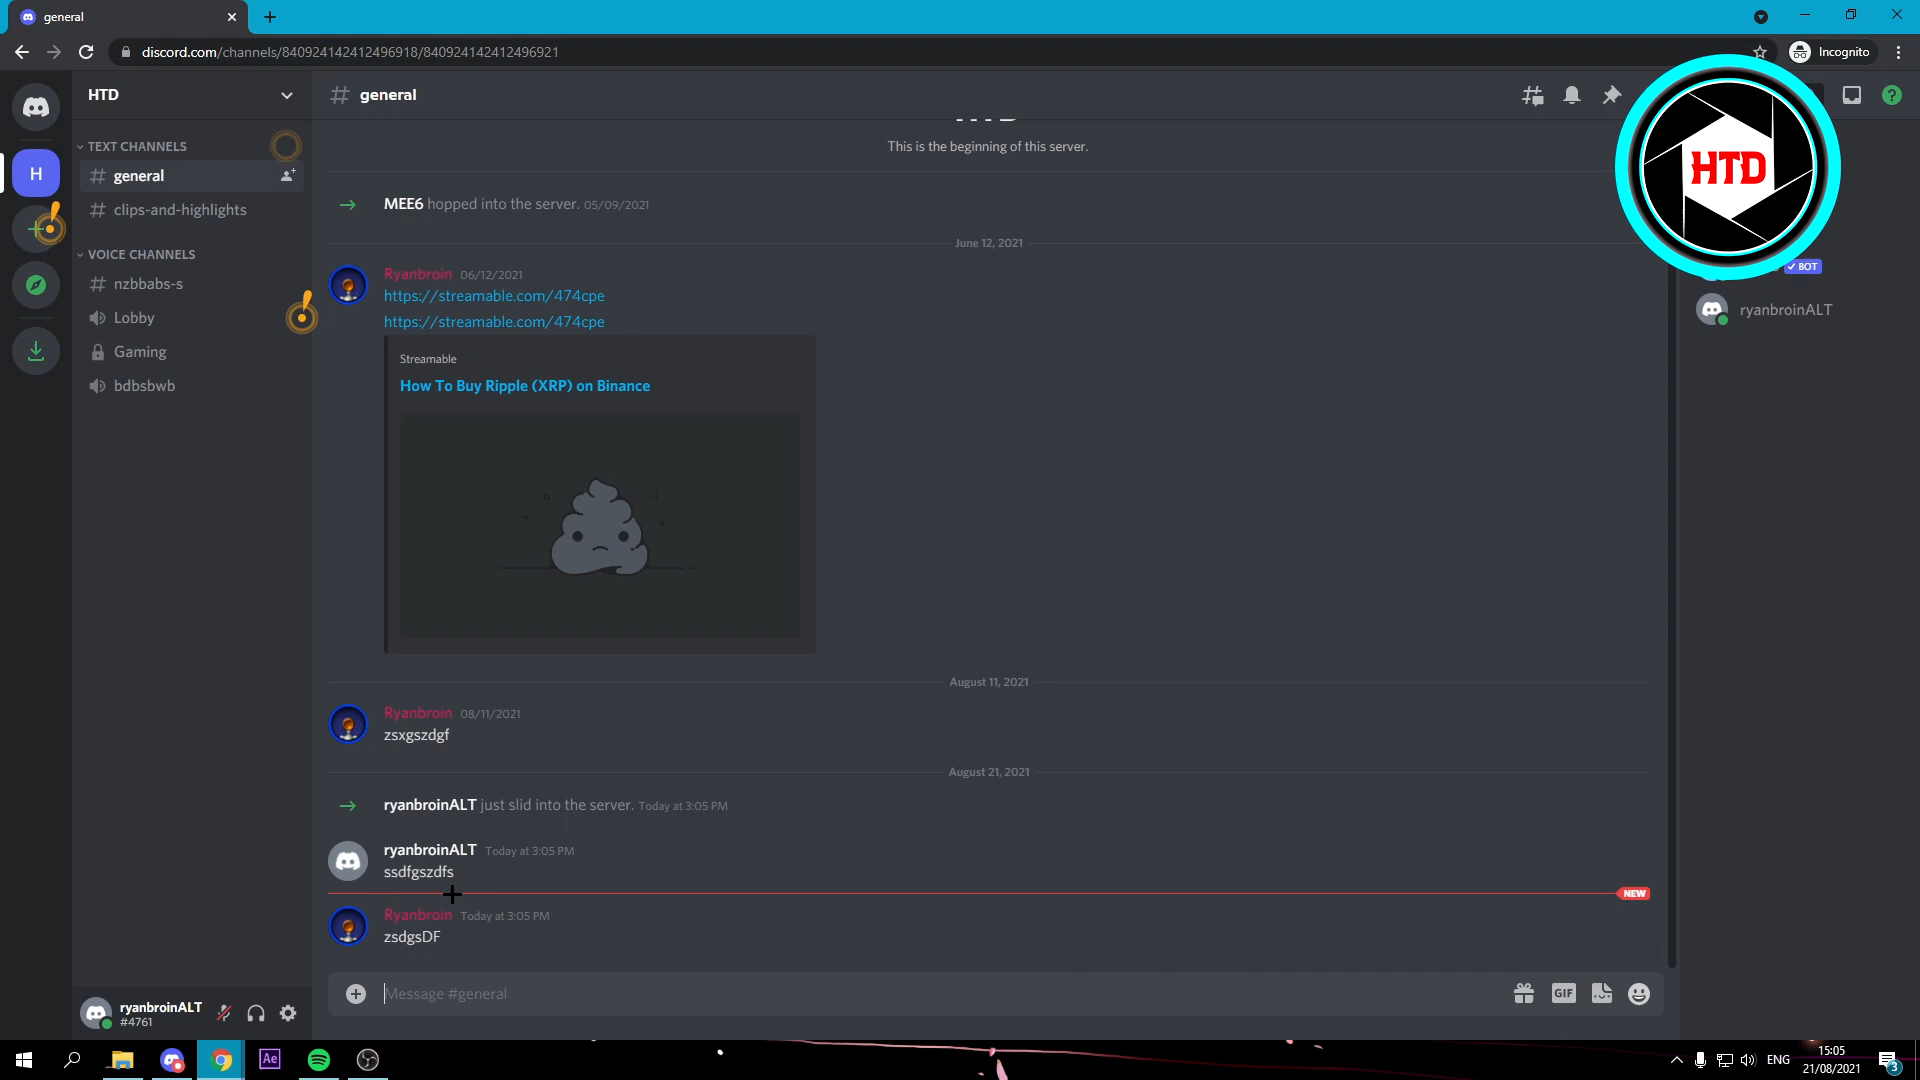 general
discord.com/channels/840924142412496918/840924142412496921
Incognito
HTD
general
HTD
This is the beginning of this server.
TEXT CHANNELS
general
clips-and-highlights
VOICE CHANNELS
nzbbabs-s
Lobby
Gaming
bdbsbwb
H
MEE6 hopped into the server. 05/09/2021
June 12, 2021
Ryanbroin 06/12/2021
https://streamable.com/474cpe
https://streamable.com/474cpe
Streamable
How To Buy Ripple (XRP) on Binance
August 11, 2021
Ryanbroin 08/11/2021
zsxgszdgf
August 21, 2021
ryanbroinALT just slid into the server. Today at 3:05 PM
ryanbroinALT Today at 3:05 PM
ssdfgszdfs
NEW
Ryanbroin Today at 3:05 PM
zsdgsDF
Message #general
GIF
BOT
ryanbroinALT
ryanbroinALT
#4761
Ae
ENG
15:05
21/08/2021
3